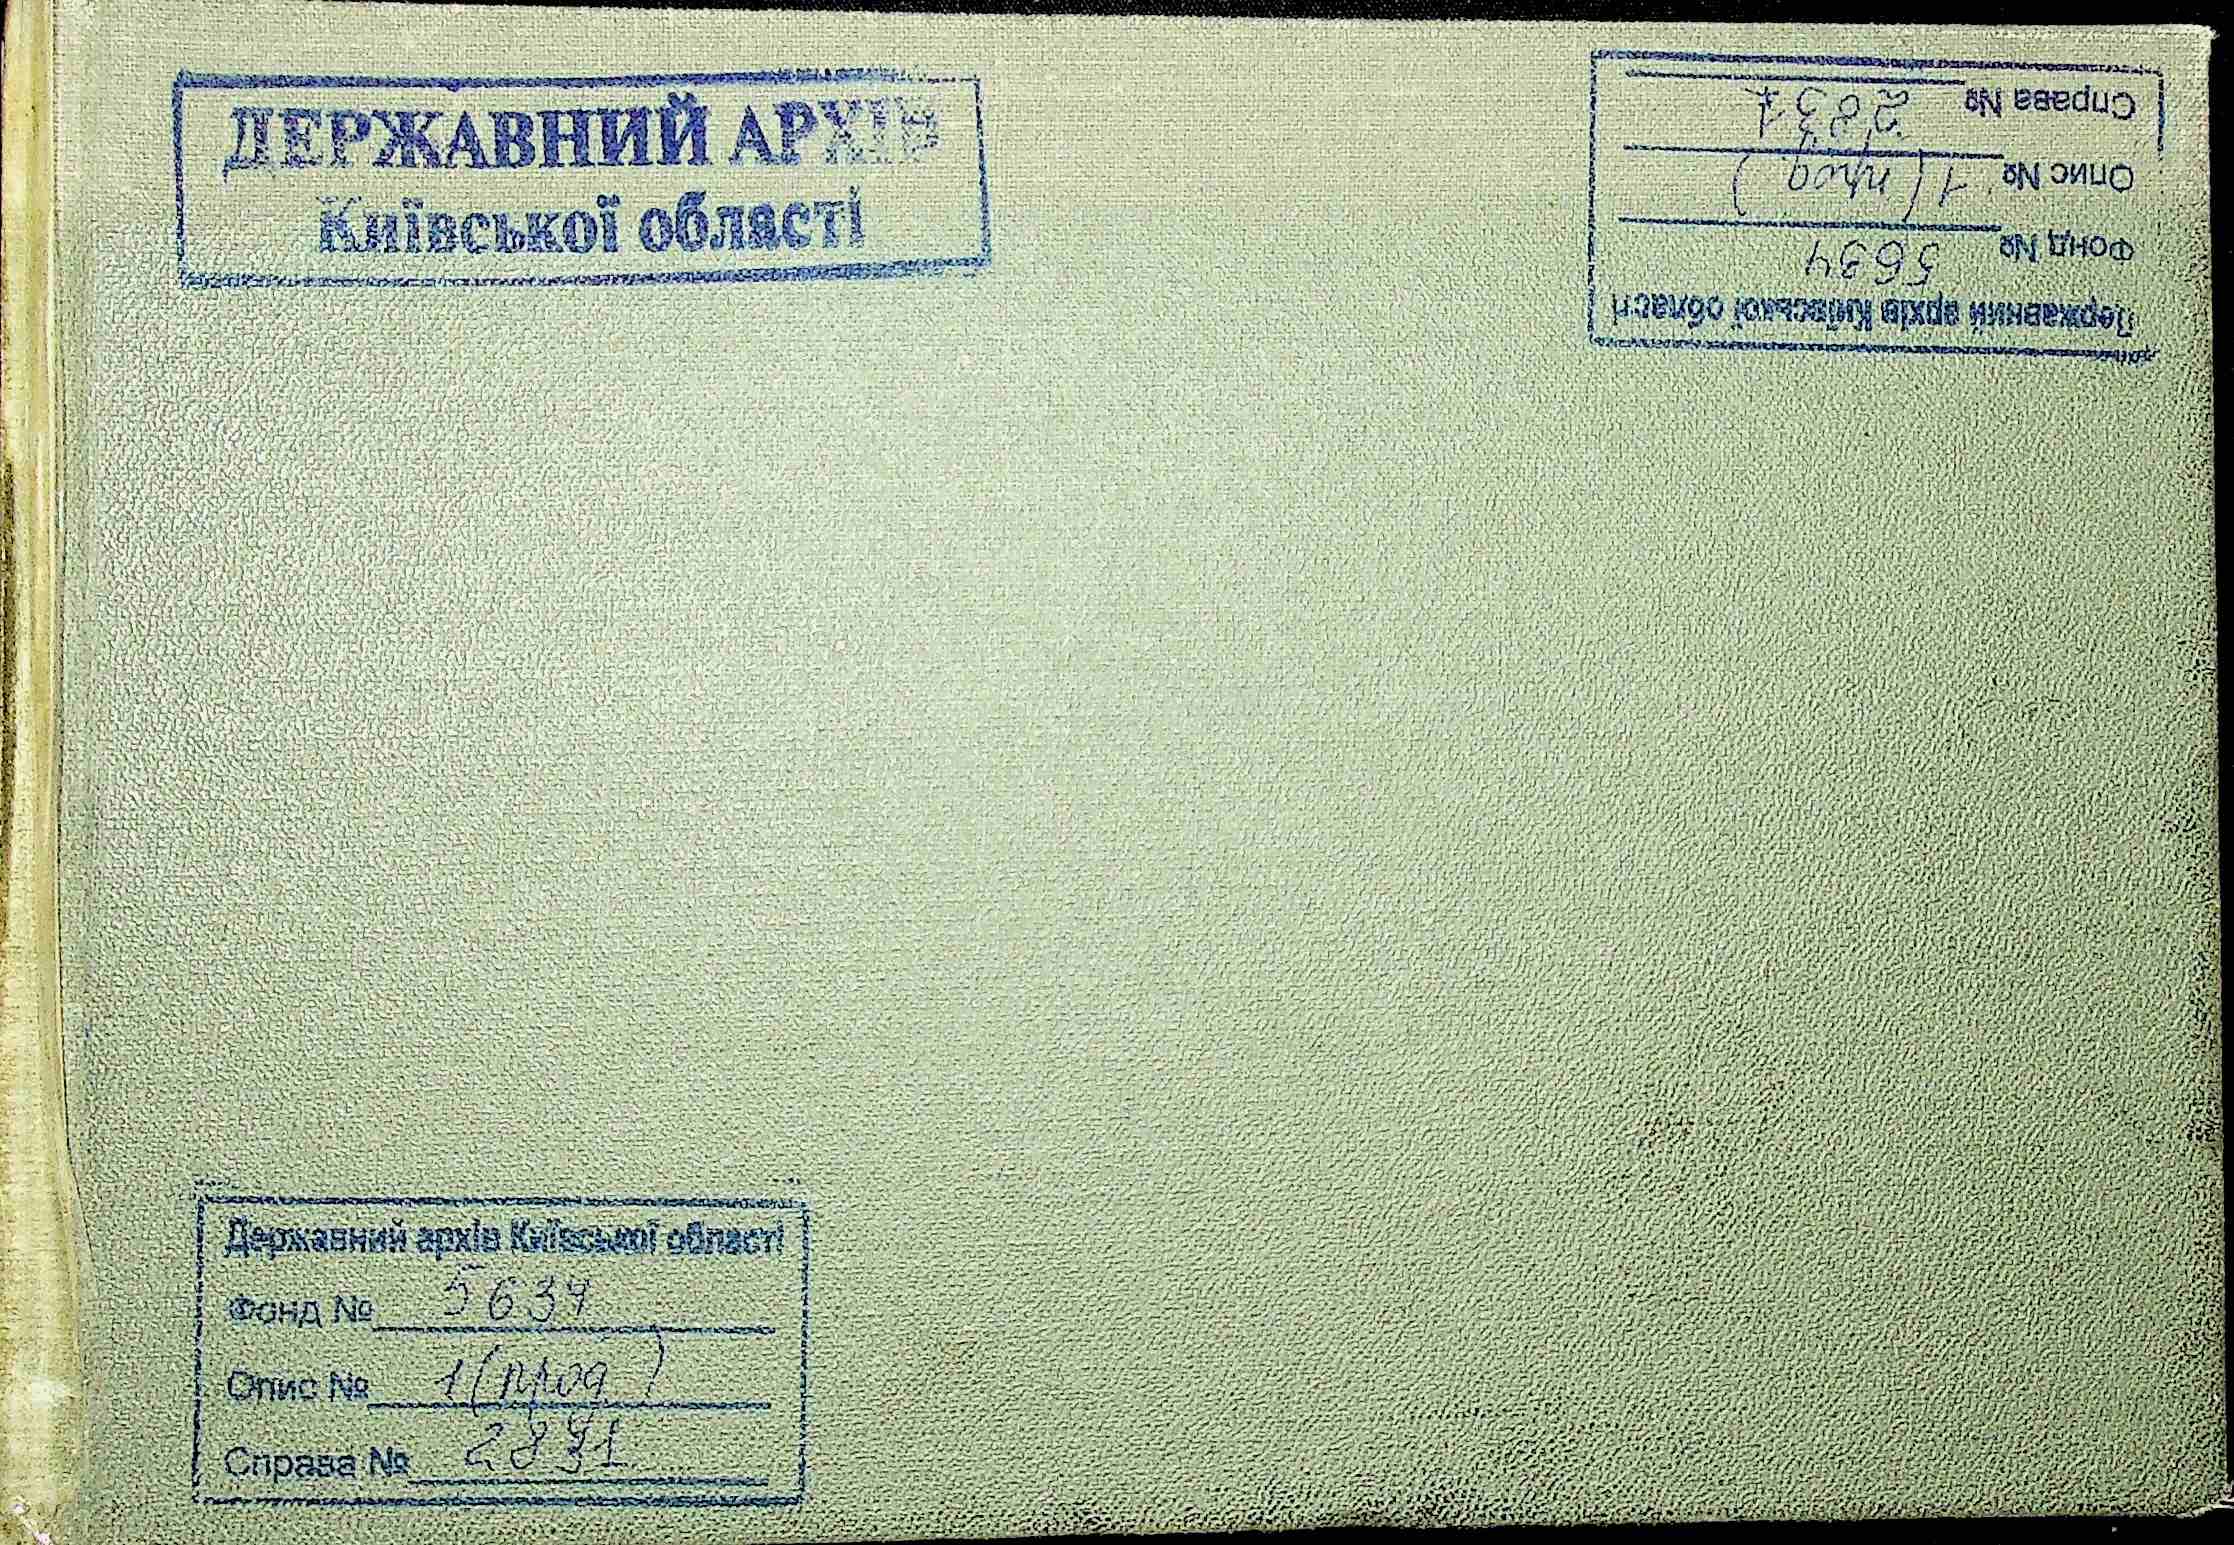 ДЕРЖАВНИЙ АРХІВ
Київської області
Державний архів Київської області
Фонд № 5634
Опис № 1 (прод)
Справа № 2831
Державний архів Київської області
Фонд № 5634
Опис № 1 (прод)
Справа № 2831